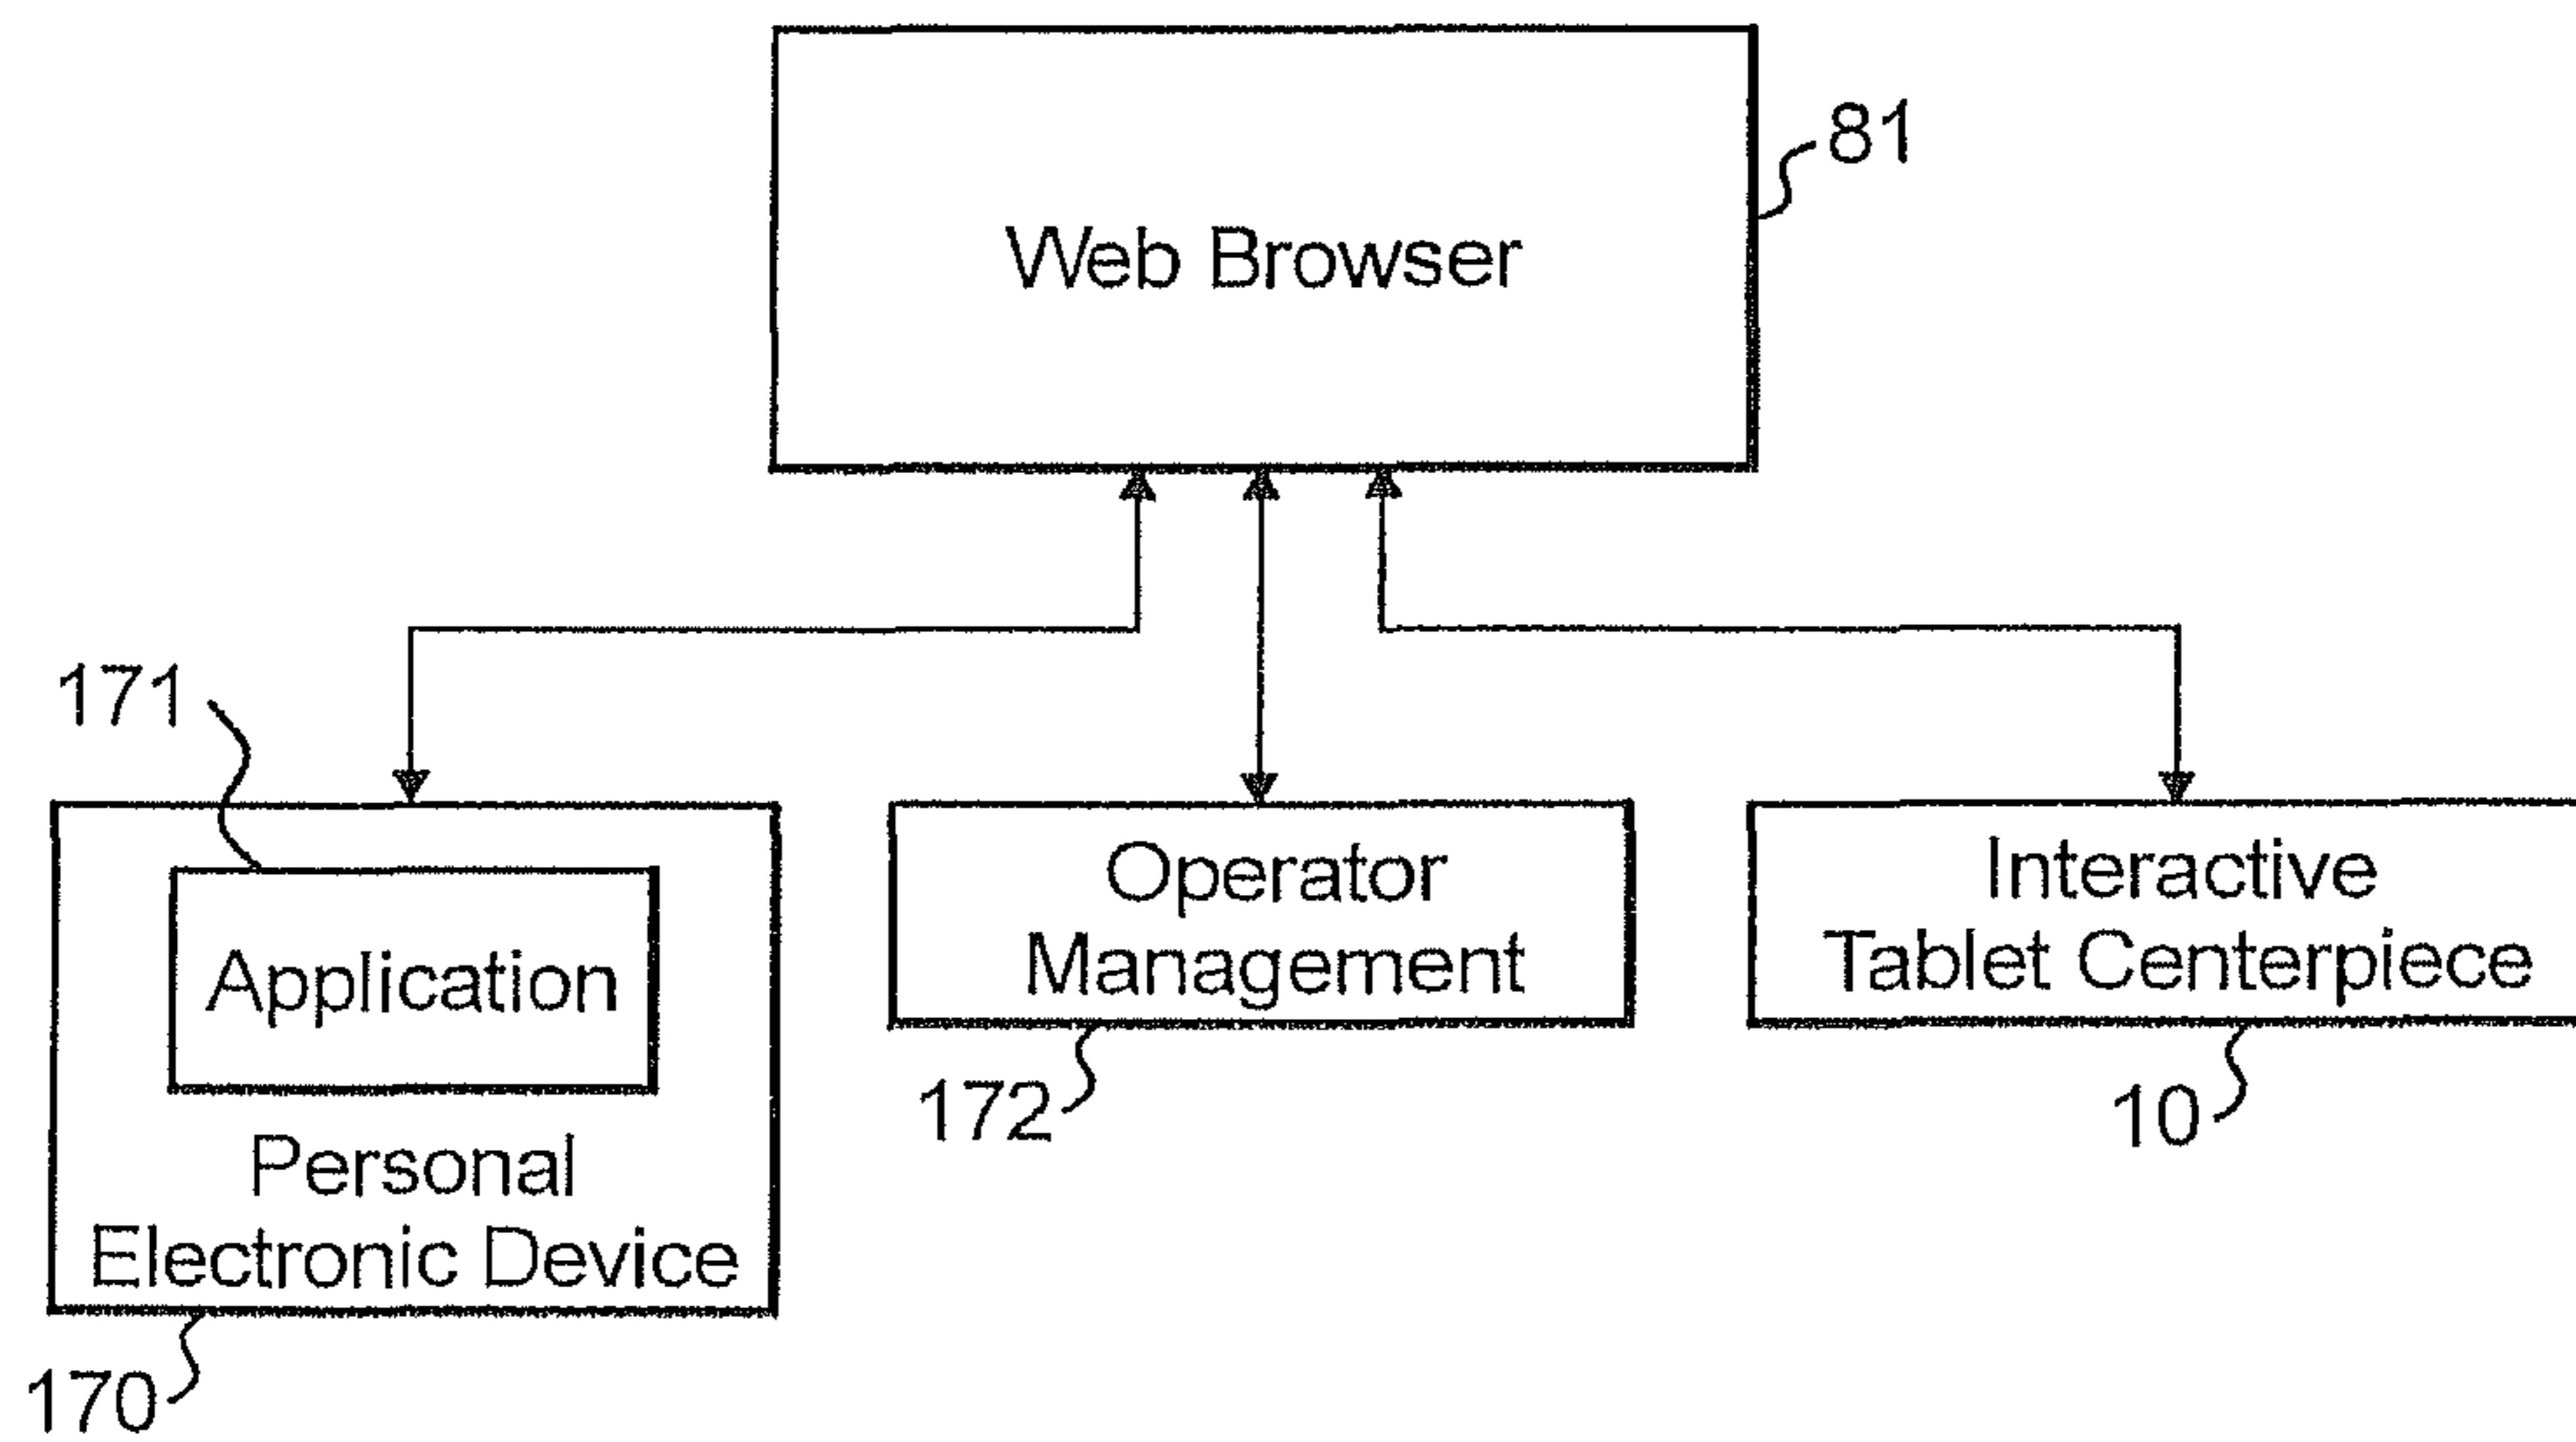 81
Web Browser
171
Application
Personal
Electronic Device
170
Operator
Management
172
Interactive
Tablet Centerpiece
10